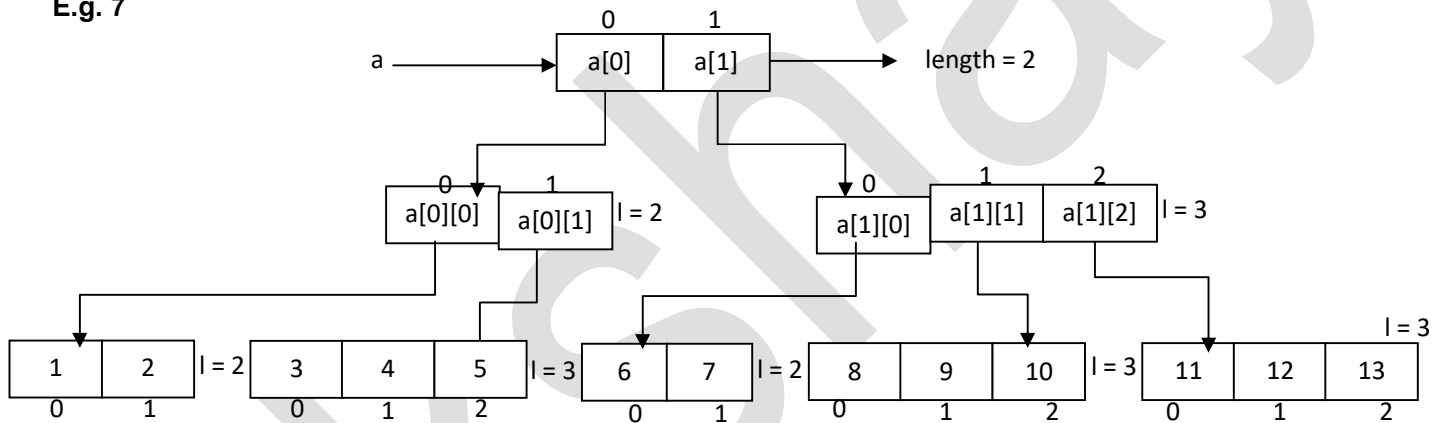 E.g. 7
0 1
a a[0] a[1] length = 2
0 1 0 1 2
a[0][0] a[0][1] l = 2 a[1][0] a[1][1] a[1][2] l = 3
l = 3
1 2 l = 2 3 4 5 l = 3 6 7 l = 2 8 9 10 l = 3 11 12 13
0 1 0 1 2 0 1 0 1 2 0 1 2